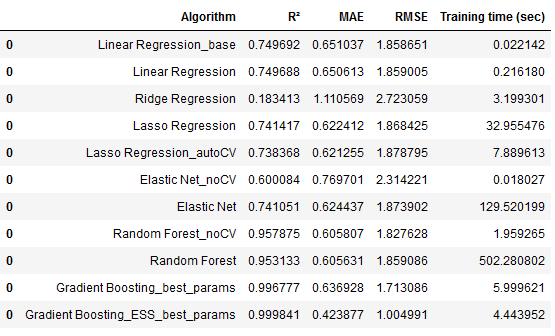 Algorithm R² MAE RMSE Training time (sec)
0 Linear Regression_base 0.749692 0.651037 1.858651 0.022142
0 Linear Regression 0.749688 0.650613 1.859005 0.216180
0 Ridge Regression 0.183413 1.110569 2.723059 3.199301
0 Lasso Regression 0.741417 0.622412 1.868425 32.955476
0 Lasso Regression_autoCV 0.738368 0.621255 1.878795 7.889613
0 Elastic Net_noCV 0.600084 0.769701 2.314221 0.018027
0 Elastic Net 0.741051 0.624437 1.873902 129.520199
0 Random Forest_noCV 0.957875 0.605807 1.827628 1.959265
0 Random Forest 0.953133 0.605631 1.859086 502.280802
0 Gradient Boosting_best_params 0.996777 0.636928 1.713086 5.999621
0 Gradient Boosting_ESS_best_params 0.999841 0.423877 1.004991 4.443952